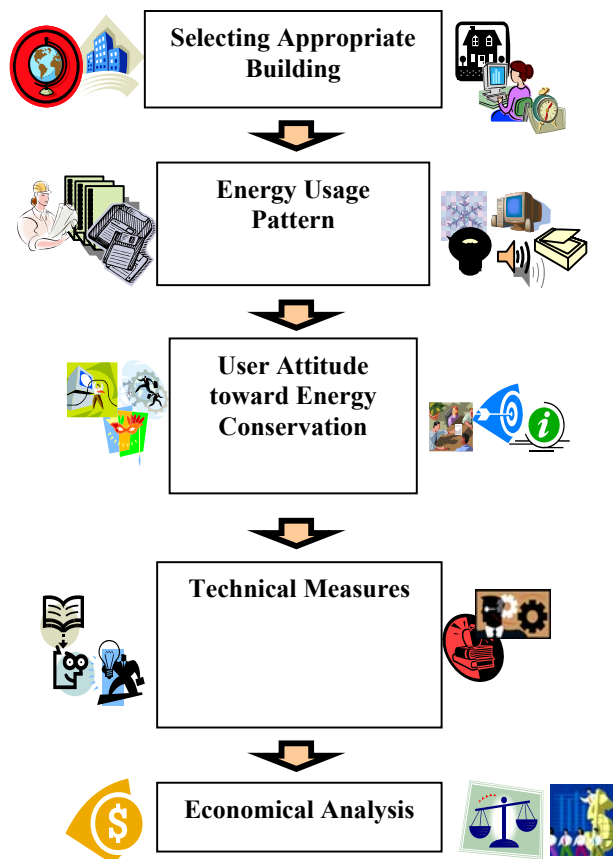 Selecting Appropriate
Building
Energy Usage
Pattern
User Attitude
toward Energy
Conservation
i
Technical Measures
Economical Analysis
$